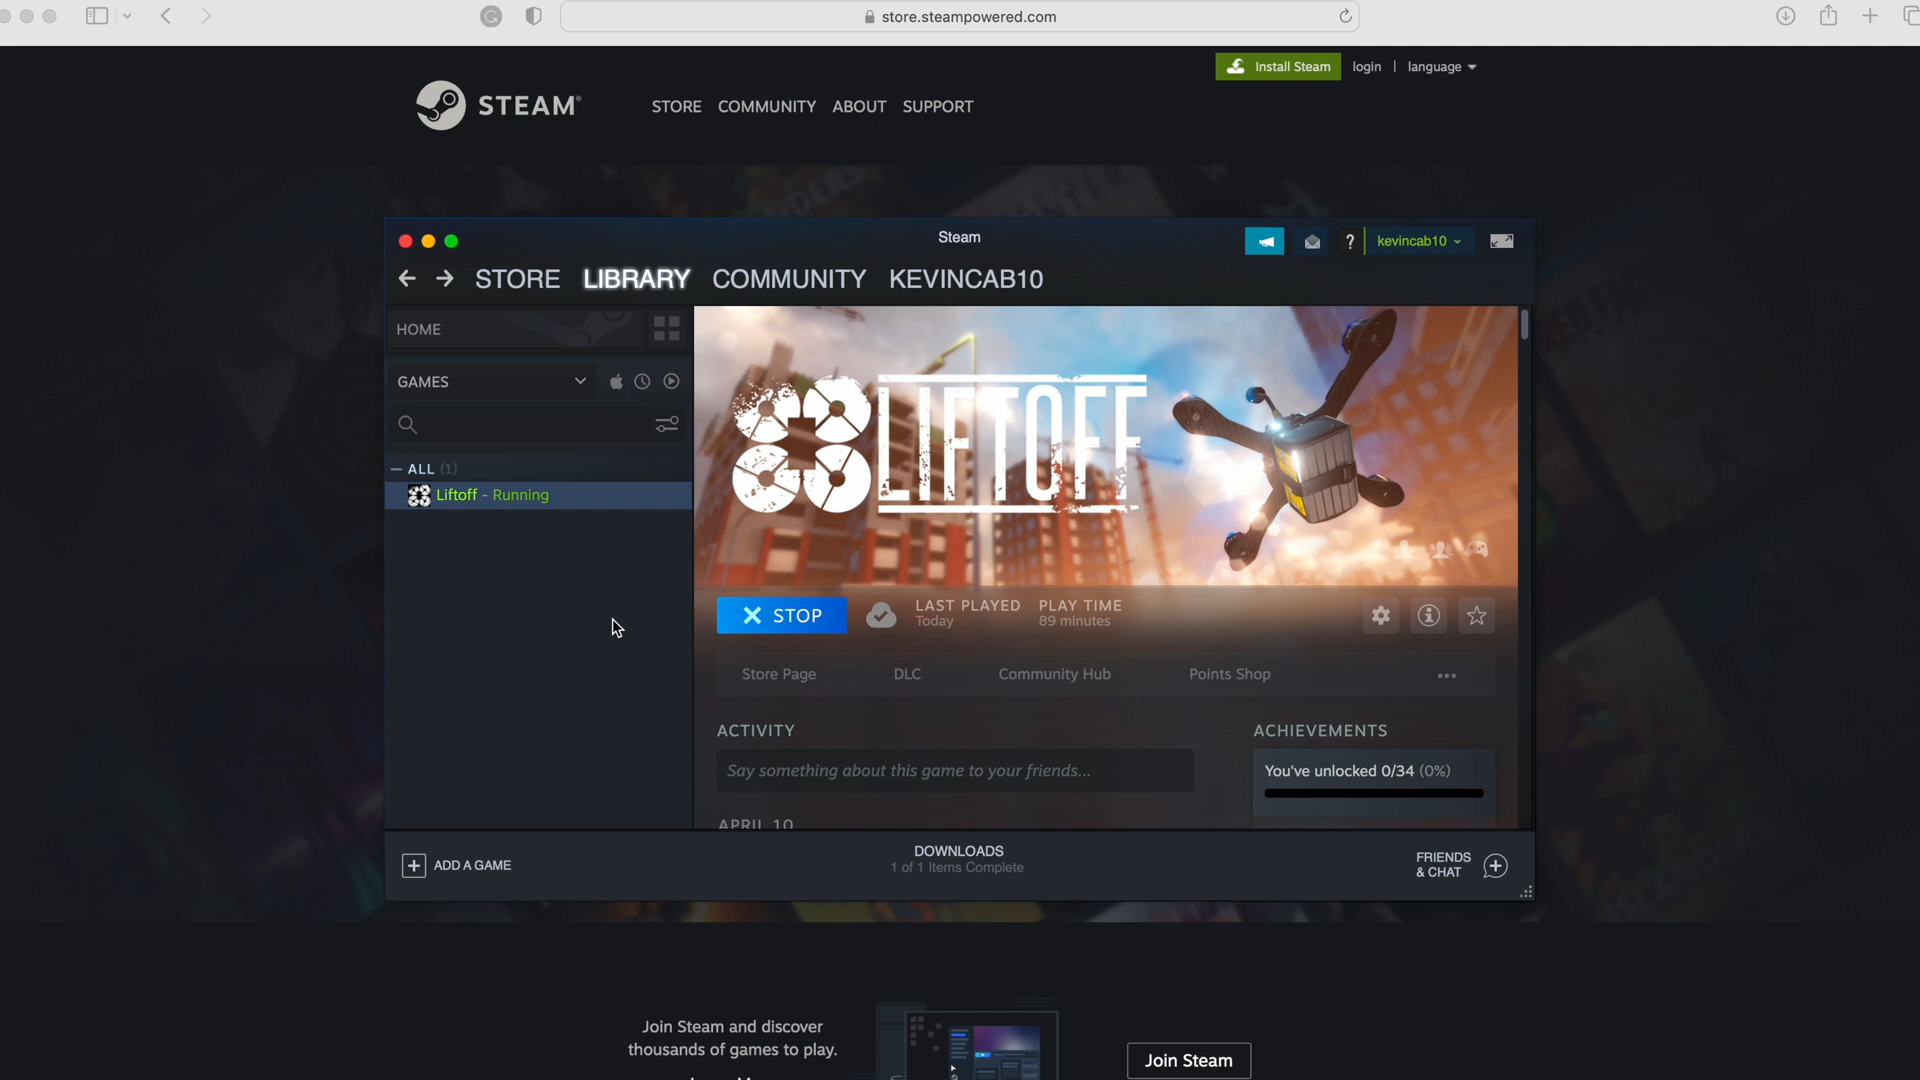 store.steampowered.com
Install Steam login | language
STEAM®
STORE COMMUNITY ABOUT SUPPORT
Steam
? kevincab10
STORE LIBRARY COMMUNITY KEVINCAB10
HOME
GAMES
LIFTOFF
ALL (1)
Liftoff - Running
STOP
LAST PLAYED
Today
PLAY TIME
89 minutes
Store Page DLC Community Hub Points Shop
ACTIVITY
Say something about this game to your friends...
ACHIEVEMENTS
You've unlocked 0/34 (0%)
APRIL 10
ADD A GAME
DOWNLOADS
1 of 1 Items Complete
FRIENDS
& CHAT
Join Steam and discover
thousands of games to play.
Join Steam